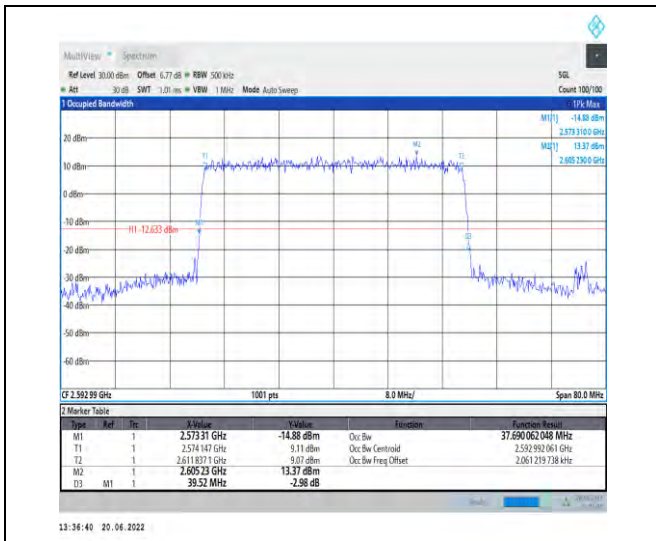 MultiView Spectrum
Ref Level 30.00 dBm Offset 6.77 dB RBW 500 kHz SGL
Att 30 dB SWT 1.01 ms VBW 1 MHz Mode Auto Sweep Count 100/100
1 Occupied Bandwidth 1Pk Max
M1[1] -14.88 dBm
2.573 310 0 GHz
20 dBm
M2[1] 13.37 dBm
2.605 230 0 GHz
M2
T1
T2
10 dBm
0 dBm
-10 dBm
M1
H1 -12.633 dBm
D3
-20 dBm
-30 dBm
-40 dBm
-50 dBm
-60 dBm
CF 2.592 99 GHz 1001 pts 8.0 MHz/ Span 80.0 MHz
2 Marker Table
Type Ref Trc X-Value Y-Value Function Function Result
M1 1 2.57331 GHz -14.88 dBm Occ Bw 37.690 062 048 MHz
T1 1 2.574 147 GHz 9.11 dBm Occ Bw Centroid 2.592 992 061 GHz
T2 1 2.611 837 1 GHz 9.07 dBm Occ Bw Freq Offset 2.061 219 738 kHz
M2 1 2.605 23 GHz 13.37 dBm
D3 M1 1 39.52 MHz -2.98 dB
13:36:40 20.06.2022